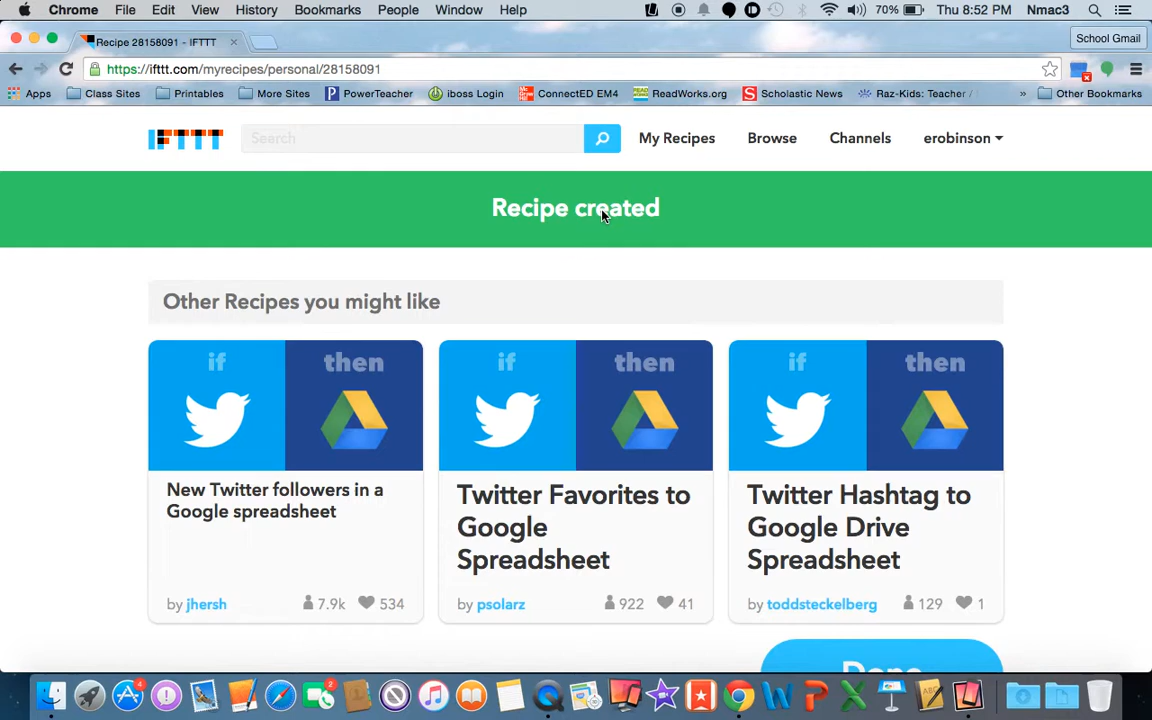 Chrome File Edit View History Bookmarks People Window Help 70% Thu 8:52 PM Nmac3
Recipe 28158091 - IFTTT School Gmail
https://ifttt.com/myrecipes/personal/28158091
Apps Class Sites Printables More Sites PowerTeacher iboss Login ConnectED EM4 ReadWorks.org Scholastic News Raz-Kids: Teacher / » Other Bookmarks
IFTTT Search My Recipes Browse Channels erobinson
Recipe created
Other Recipes you might like
if then if then if then
New Twitter followers in a
Google spreadsheet
by jhersh 7.9k 534
Twitter Favorites to
Google
Spreadsheet
by psolarz 922 41
Twitter Hashtag to
Google Drive
Spreadsheet
by toddsteckelberg 129 1
Done
4 2